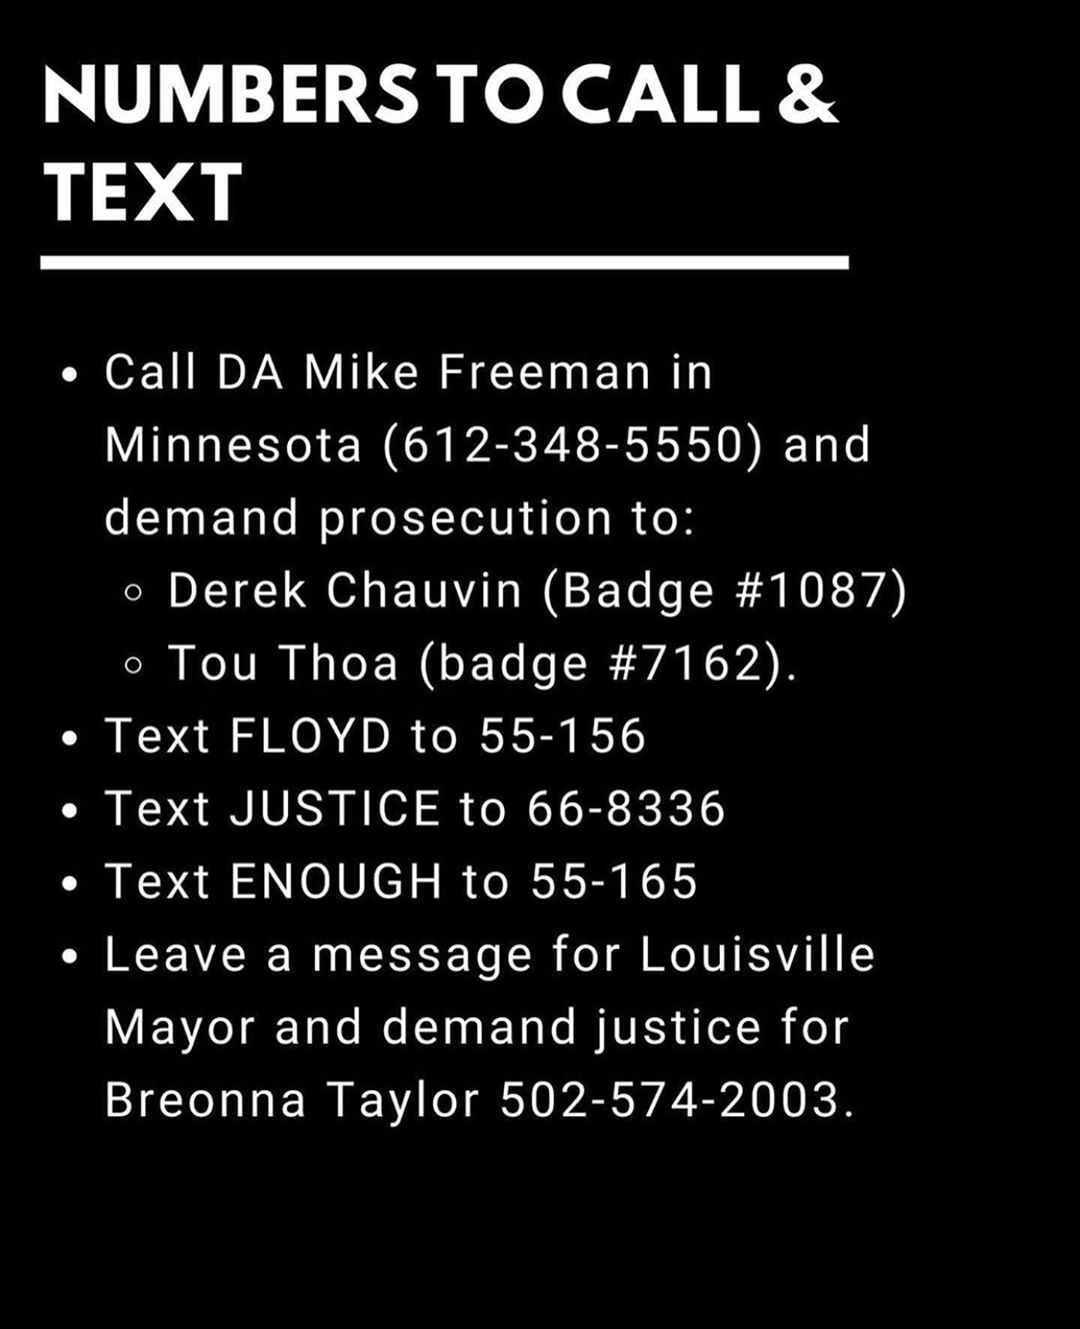 NUMBERS TO CALL &
TEXT
• Call DA Mike Freeman in
Minnesota (612-348-5550) and
demand prosecution to:
◦ Derek Chauvin (Badge #1087)
◦ Tou Thoa (badge #7162).
• Text FLOYD to 55-156
• Text JUSTICE to 66-8336
• Text ENOUGH to 55-165
• Leave a message for Louisville
Mayor and demand justice for
Breonna Taylor 502-574-2003.